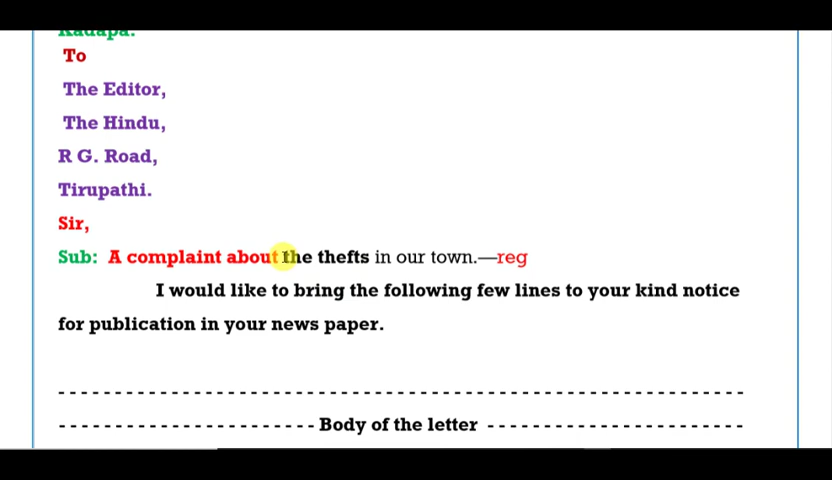 Kadapa.
To
The Editor,
The Hindu,
R G. Road,
Tirupathi.
Sir,
Sub: A complaint about the thefts in our town.—reg
I would like to bring the following few lines to your kind notice
for publication in your news paper.
- - - - - - - - - - - - - - - - - - - - - - - - - - - - - - - - - - - - - - - - - - - - - - - - - - - - - - - - - - - -
- - - - - - - - - - - - - - - - - - - - - - Body of the letter - - - - - - - - - - - - - - - - - - - - - -